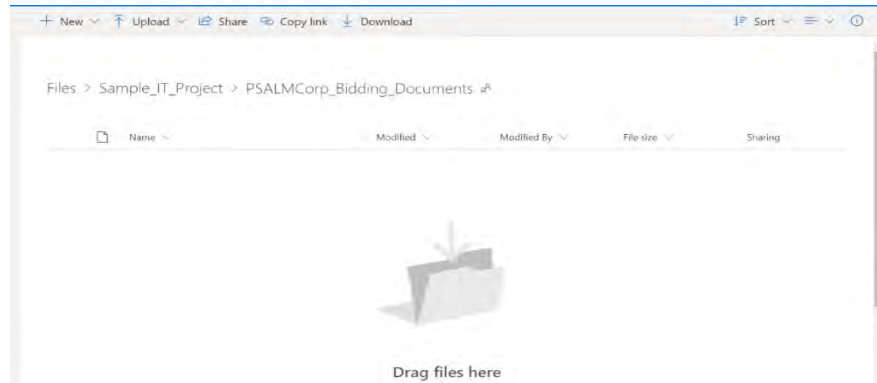 New Upload Share Copy link Download Sort
Files > Sample_IT_Project > PSALMCorp_Bidding_Documents
Name Modified Modified By File size Sharing
Drag files here